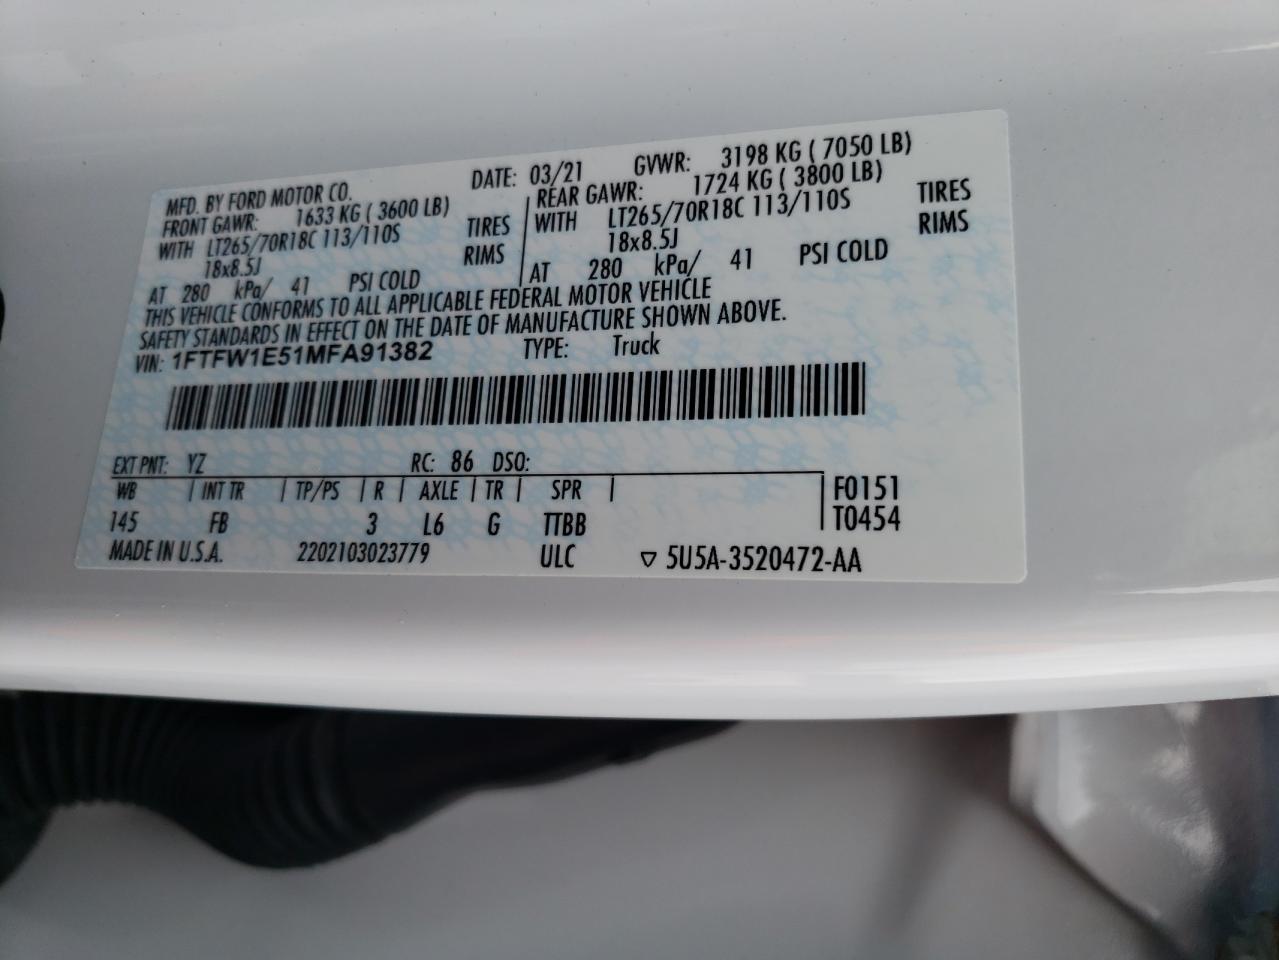 MFD. BY FORD MOTOR CO. DATE: 03/21 GVWR: 3198 KG ( 7050 LB)
FRONT GAWR: 1633 KG ( 3600 LB) REAR GAWR: 1724 KG ( 3800 LB)
WITH LT265/70R18C 113/110S TIRES WITH LT265/70R18C 113/110S TIRES
18x8.5J RIMS 18x8.5J RIMS
AT 280 kPa/ 41 PSI COLD AT 280 kPa/ 41 PSI COLD
THIS VEHICLE CONFORMS TO ALL APPLICABLE FEDERAL MOTOR VEHICLE
SAFETY STANDARDS IN EFFECT ON THE DATE OF MANUFACTURE SHOWN ABOVE.
VIN: 1FTFW1E51MFA91382 TYPE: Truck
EXT PNT: YZ RC: 86 DSO:
WB INT TR TP/PS R AXLE TR SPR F0151
145 FB 3 L6 G TTBB T0454
MADE IN U.S.A. 2202103023779 ULC ▽ 5U5A-3520472-AA